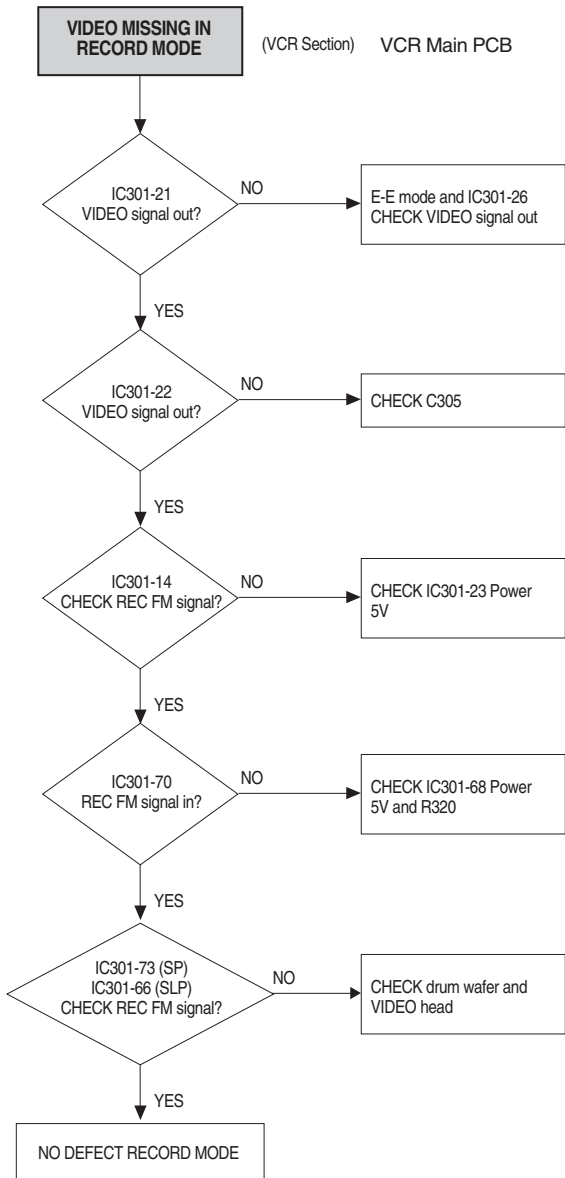 VIDEO MISSING IN
RECORD MODE
(VCR Section)
VCR Main PCB
IC301-21
VIDEO signal out?
NO
E-E mode and IC301-26
CHECK VIDEO signal out
YES
IC301-22
VIDEO signal out?
NO
CHECK C305
YES
IC301-14
CHECK REC FM signal?
NO
CHECK IC301-23 Power
5V
YES
IC301-70
REC FM signal in?
NO
CHECK IC301-68 Power
5V and R320
YES
IC301-73 (SP)
IC301-66 (SLP)
CHECK REC FM signal?
NO
CHECK drum wafer and
VIDEO head
YES
NO DEFECT RECORD MODE